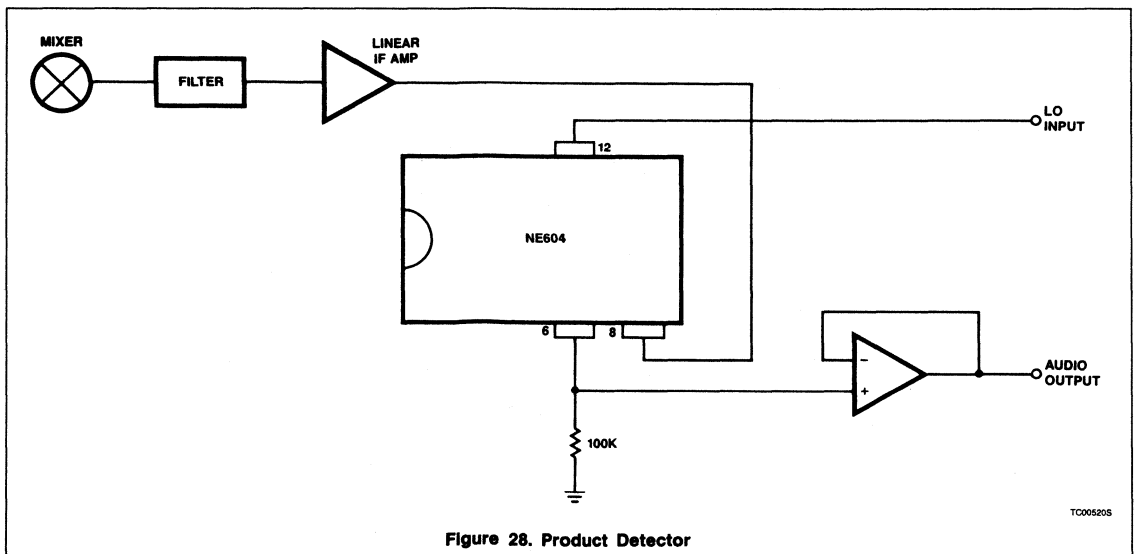 MIXER
FILTER
LINEAR
IF AMP
LO
INPUT
12
NE604
6
8
−
+
AUDIO
OUTPUT
100K
TC00520S
Figure 28. Product Detector